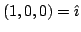 (1, 0, 0) = î